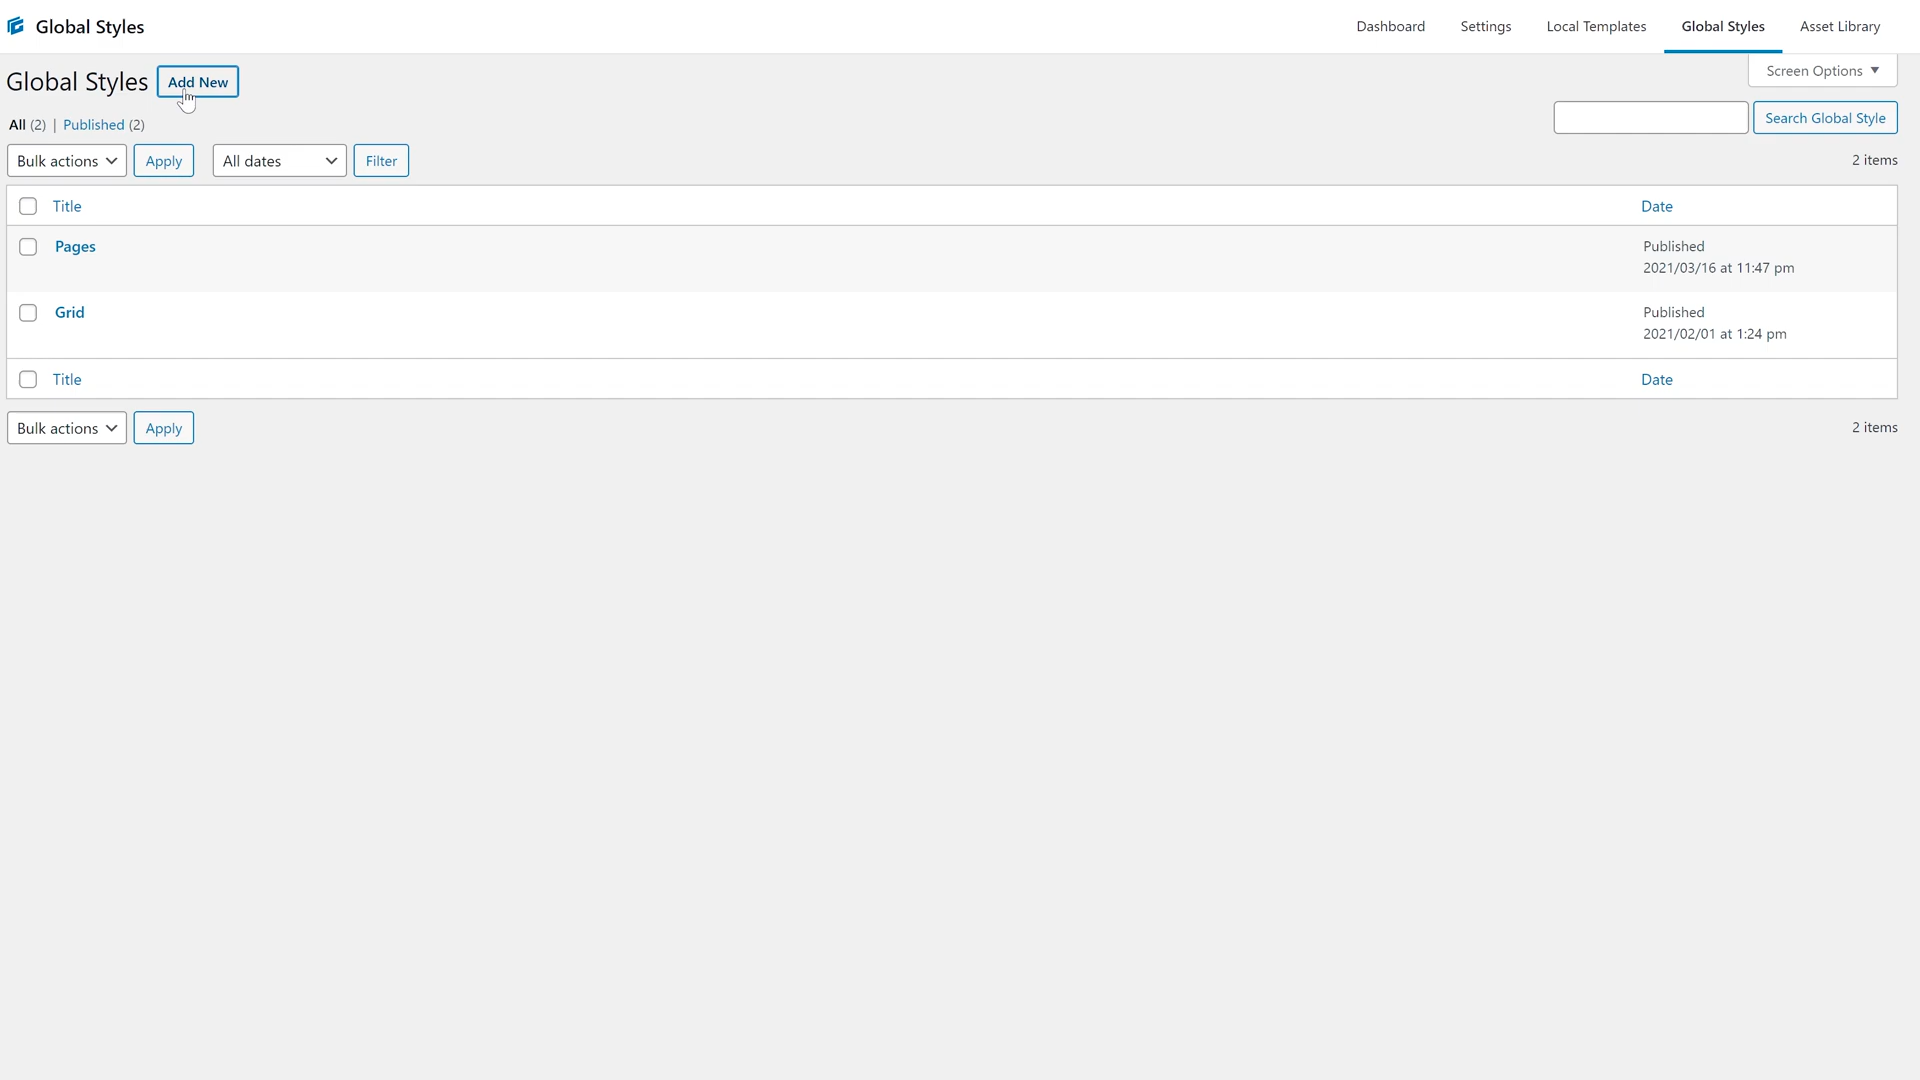 Global Styles
Dashboard Settings Local Templates Global Styles Asset Library
Global Styles Add New
Screen Options
All (2) | Published (2)
Search Global Style
Bulk actions Apply All dates Filter 2 items
Title Date
Pages Published
2021/03/16 at 11:47 pm
Grid Published
2021/02/01 at 1:24 pm
Title Date
Bulk actions Apply 2 items